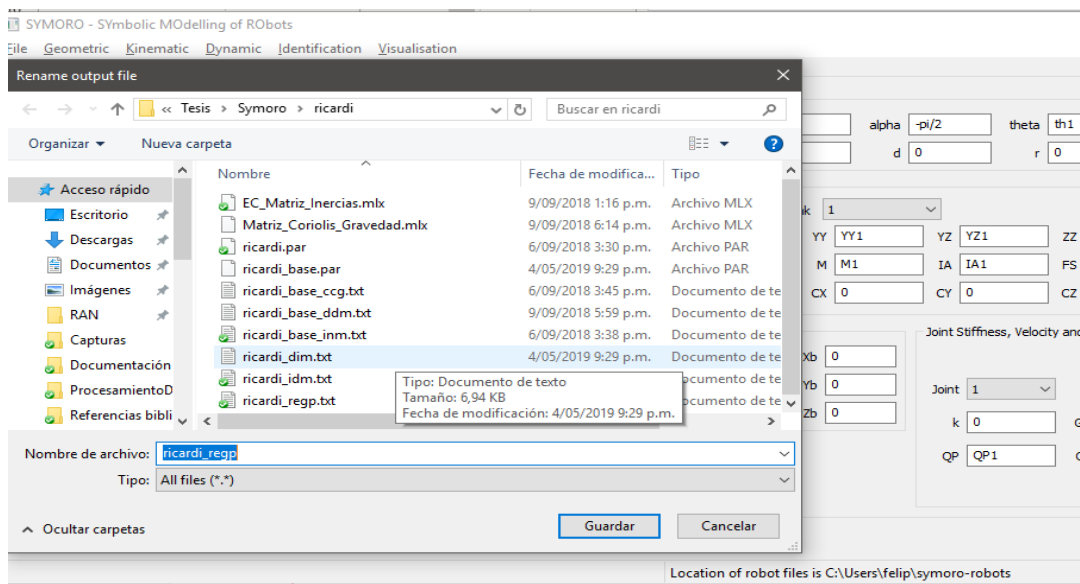 SYMORO - SYmbolic MOdelling of RObots
File Geometric Kinematic Dynamic Identification Visualisation
Rename output file
« Tesis > Symoro > ricardi
Buscar en ricardi
Organizar Nueva carpeta
Acceso rápido
Escritorio
Descargas
Documentos
Imágenes
RAN
Capturas
Documentación
ProcesamientoD
Referencias bibli
Nombre Fecha de modifica... Tipo
EC_Matriz_Inercias.mlx 9/09/2018 1:16 p.m. Archivo MLX
Matriz_Coriolis_Gravedad.mlx 9/09/2018 6:14 p.m. Archivo MLX
ricardi.par 6/09/2018 3:30 p.m. Archivo PAR
ricardi_base.par 4/05/2019 9:29 p.m. Archivo PAR
ricardi_base_ccg.txt 6/09/2018 3:45 p.m. Documento de te
ricardi_base_ddm.txt 9/09/2018 5:59 p.m. Documento de te
ricardi_base_inm.txt 6/09/2018 3:38 p.m. Documento de te
ricardi_dim.txt 4/05/2019 9:29 p.m. Documento de te
ricardi_idm.txt ocumento de te
ricardi_regp.txt ocumento de te
Tipo: Documento de texto
Tamaño: 6,94 KB
Fecha de modificación: 4/05/2019 9:29 p.m.
Nombre de archivo: ricardi_regp
Tipo: All files (*.*)
Ocultar carpetas
Guardar Cancelar
alpha -pi/2 theta th1
d 0 r 0
nk 1
YY YY1 YZ YZ1 ZZ
M M1 IA IA1 FS
CX 0 CY 0 CZ
Joint Stiffness, Velocity and
Xb 0
Yb 0
Zb 0
Joint 1
k 0 G
QP QP1
Location of robot files is C:\Users\felip\symoro-robots